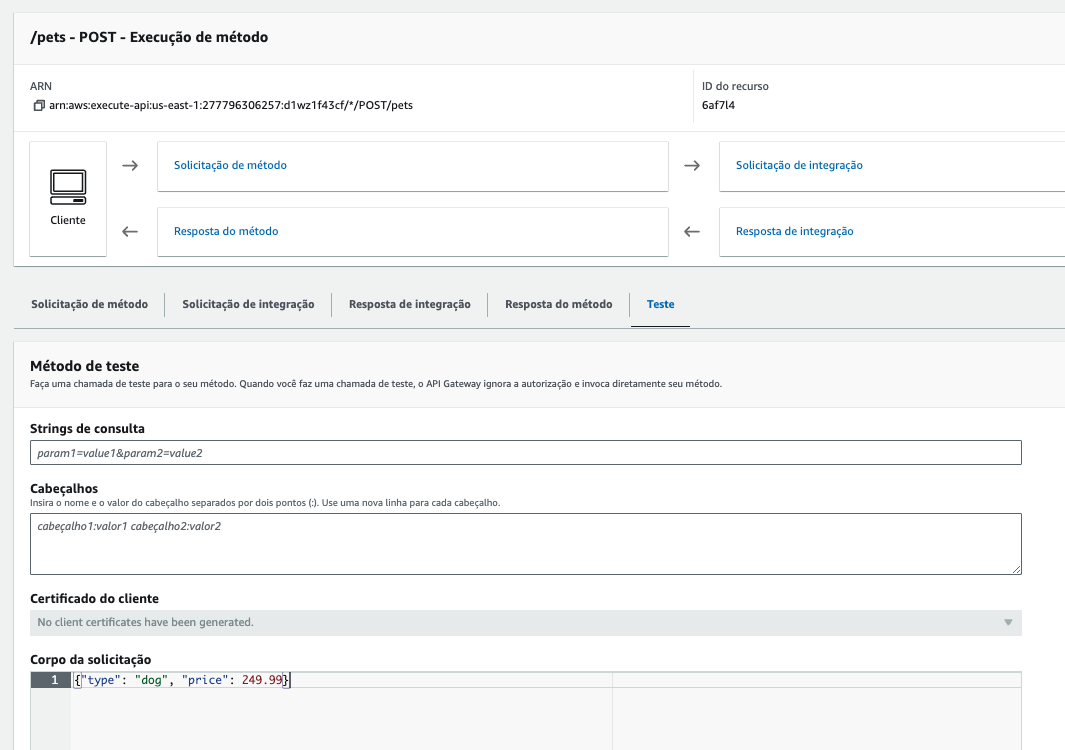 /pets - POST - Execução de método
ARN
arn:aws:execute-api:us-east-1:277796306257:d1wz1f43cf/*/POST/pets
ID do recurso
6af7l4
Cliente
Solicitação de método
Solicitação de integração
Resposta do método
Resposta de integração
Solicitação de método
Solicitação de integração
Resposta de integração
Resposta do método
Teste
Método de teste
Faça uma chamada de teste para o seu método. Quando você faz uma chamada de teste, o API Gateway ignora a autorização e invoca diretamente seu método.
Strings de consulta
param1=value1&param2=value2
Cabeçalhos
Insira o nome e o valor do cabeçalho separados por dois pontos (:). Use uma nova linha para cada cabeçalho.
cabeçalho1:valor1 cabeçalho2:valor2
Certificado do cliente
No client certificates have been generated.
Corpo da solicitação
1 {"type": "dog", "price": 249.99}